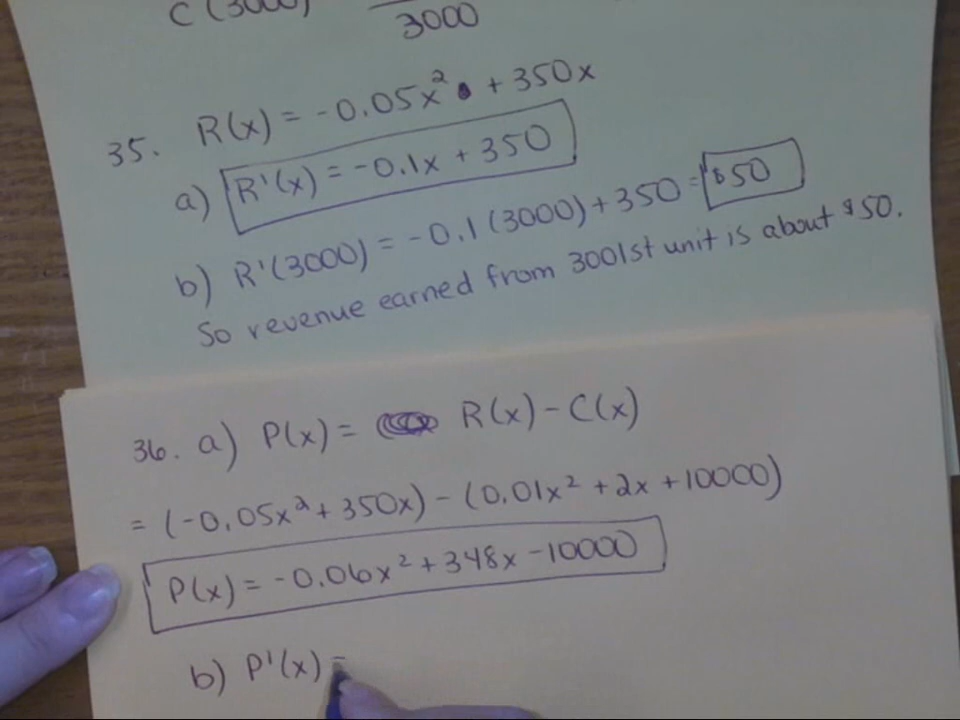 C(3000)
3000
35. R(x) = -0.05x² + 350x
a) R'(x) = -0.1x + 350
b) R'(3000) = -0.1(3000) + 350 = $50
So revenue earned from 3001st unit is about $50.
36. a) P(x) = R(x) - C(x)
= (-0.05x² + 350x) - (0.01x² + 2x + 10000)
P(x) = -0.06x² + 348x - 10000
b) P'(x) =